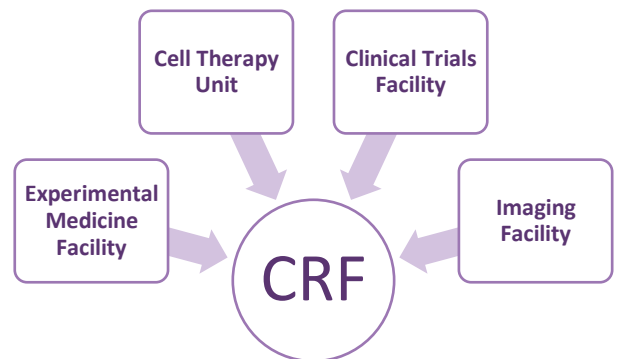 Cell Therapy
Unit
Clinical Trials
Facility
Experimental
Medicine
Facility
Imaging
Facility
CRF